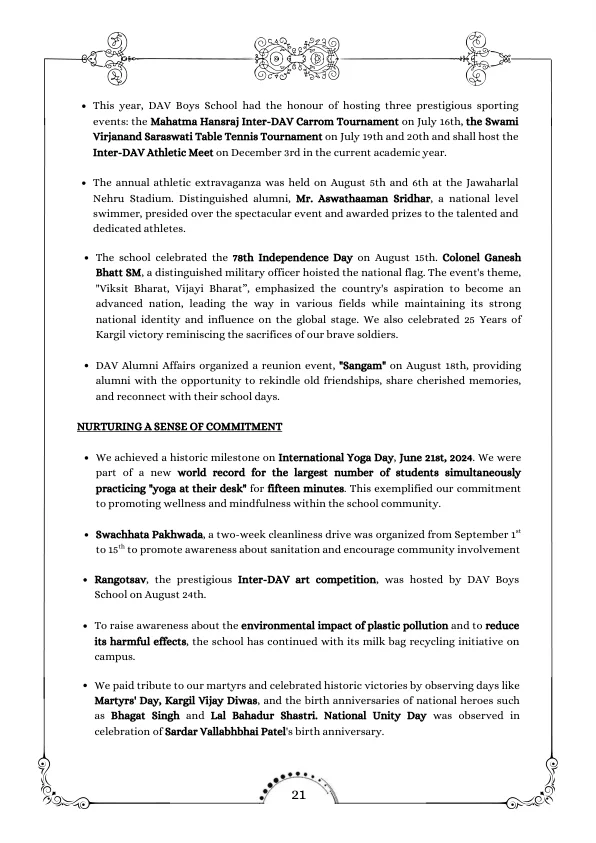 • This year, DAV Boys School had the honour of hosting three prestigious sporting
events: the Mahatma Hansraj Inter-DAV Carrom Tournament on July 16th, the Swami
Virjanand Saraswati Table Tennis Tournament on July 19th and 20th and shall host the
Inter-DAV Athletic Meet on December 3rd in the current academic year.
• The annual athletic extravaganza was held on August 5th and 6th at the Jawaharlal
Nehru Stadium. Distinguished alumni, Mr. Aswathaaman Sridhar, a national level
swimmer, presided over the spectacular event and awarded prizes to the talented and
dedicated athletes.
• The school celebrated the 78th Independence Day on August 15th. Colonel Ganesh
Bhatt SM, a distinguished military officer hoisted the national flag. The event's theme,
"Viksit Bharat, Vijayi Bharat”, emphasized the country's aspiration to become an
advanced nation, leading the way in various fields while maintaining its strong
national identity and influence on the global stage. We also celebrated 25 Years of
Kargil victory reminiscing the sacrifices of our brave soldiers.
• DAV Alumni Affairs organized a reunion event, "Sangam" on August 18th, providing
alumni with the opportunity to rekindle old friendships, share cherished memories,
and reconnect with their school days.
NURTURING A SENSE OF COMMITMENT
• We achieved a historic milestone on International Yoga Day, June 21st, 2024. We were
part of a new world record for the largest number of students simultaneously
practicing "yoga at their desk" for fifteen minutes. This exemplified our commitment
to promoting wellness and mindfulness within the school community.
• Swachhata Pakhwada, a two-week cleanliness drive was organized from September 1st
to 15th to promote awareness about sanitation and encourage community involvement
• Rangotsav, the prestigious Inter-DAV art competition, was hosted by DAV Boys
School on August 24th.
• To raise awareness about the environmental impact of plastic pollution and to reduce
its harmful effects, the school has continued with its milk bag recycling initiative on
campus.
• We paid tribute to our martyrs and celebrated historic victories by observing days like
Martyrs' Day, Kargil Vijay Diwas, and the birth anniversaries of national heroes such
as Bhagat Singh and Lal Bahadur Shastri. National Unity Day was observed in
celebration of Sardar Vallabhbhai Patel's birth anniversary.
21